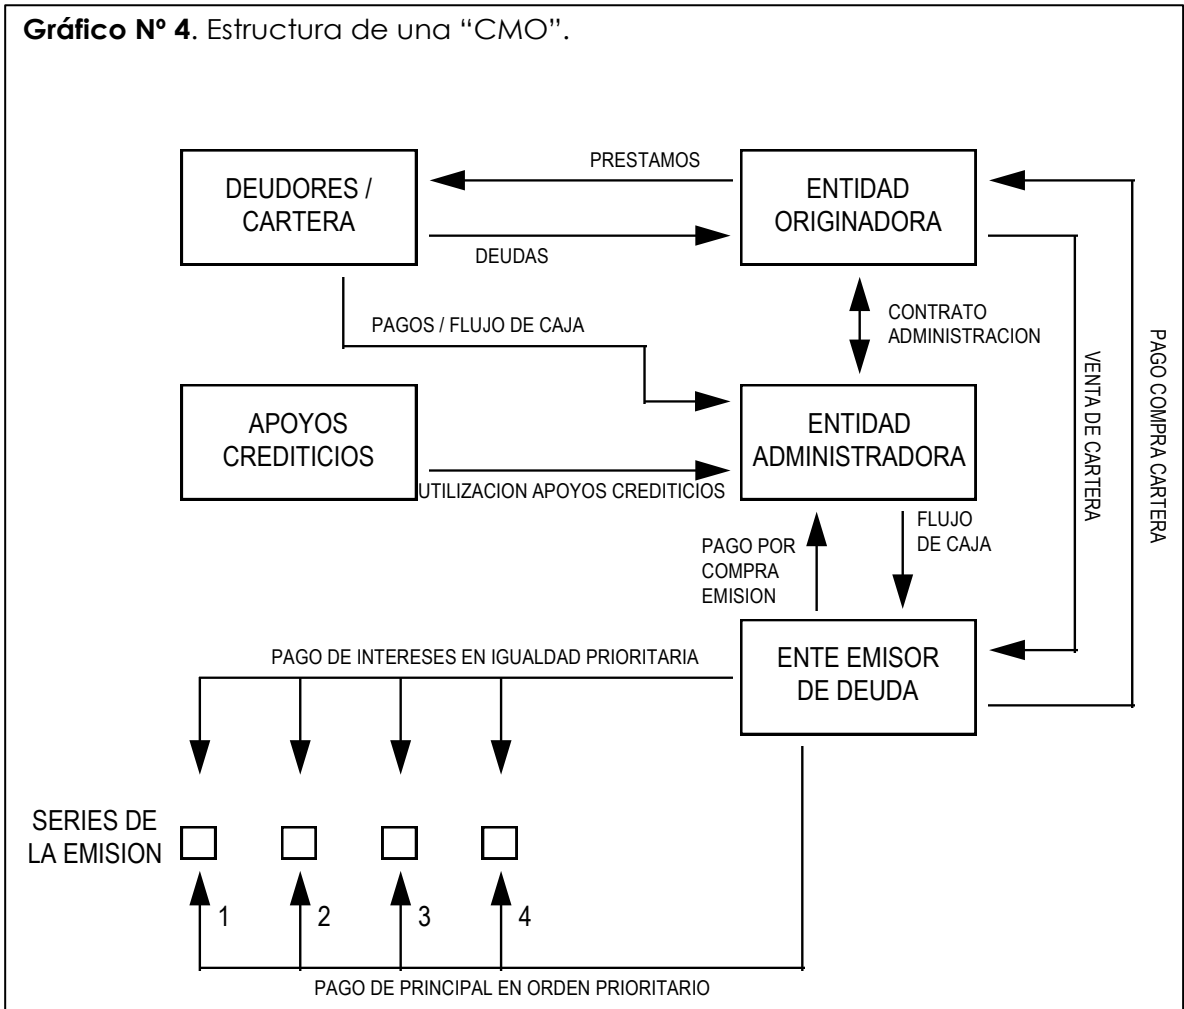 Gráfico Nº 4. Estructura de una “CMO”.
PRESTAMOS
DEUDORES /
CARTERA
ENTIDAD
ORIGINADORA
DEUDAS
PAGOS / FLUJO DE CAJA
CONTRATO
ADMINISTRACION
VENTA DE CARTERA
PAGO COMPRA CARTERA
APOYOS
CREDITICIOS
ENTIDAD
ADMINISTRADORA
UTILIZACION APOYOS CREDITICIOS
PAGO POR
COMPRA
EMISION
FLUJO
DE CAJA
PAGO DE INTERESES EN IGUALDAD PRIORITARIA
ENTE EMISOR
DE DEUDA
SERIES DE
LA EMISION
1
2
3
4
PAGO DE PRINCIPAL EN ORDEN PRIORITARIO